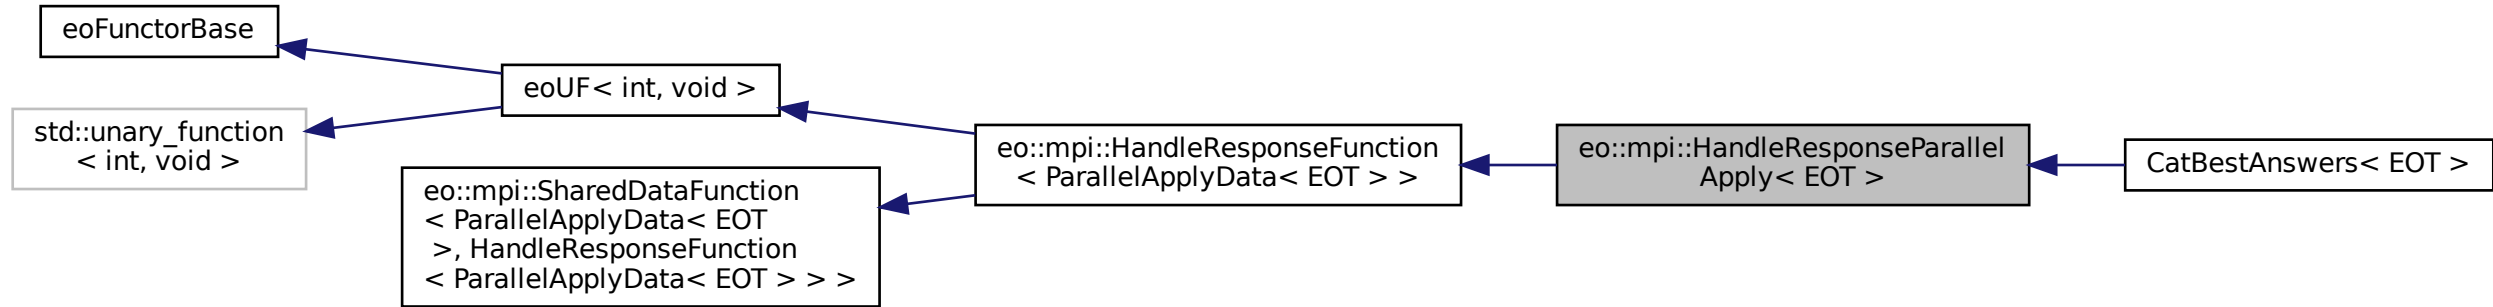 eoFunctorBase
std::unary_function
< int, void >
eoUF< int, void >
eo::mpi::SharedDataFunction
< ParallelApplyData< EOT
>, HandleResponseFunction
< ParallelApplyData< EOT > > >
eo::mpi::HandleResponseFunction
< ParallelApplyData< EOT > >
eo::mpi::HandleResponseParallel
Apply< EOT >
CatBestAnswers< EOT >